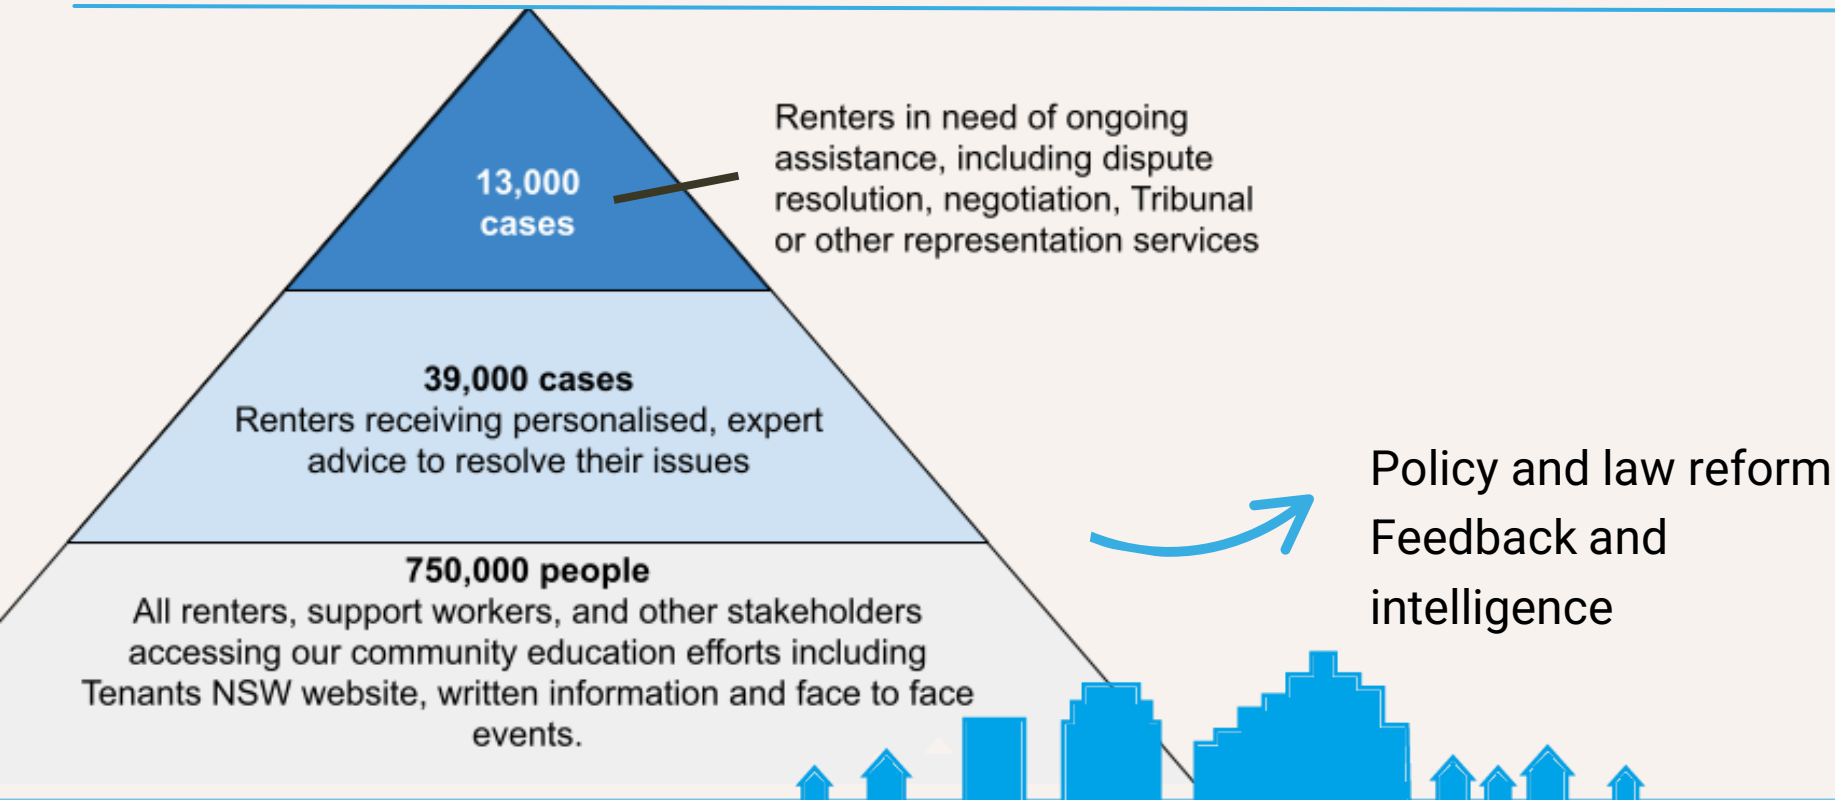 13,000
cases
Renters in need of ongoing
assistance, including dispute
resolution, negotiation, Tribunal
or other representation services
39,000 cases
Renters receiving personalised, expert
advice to resolve their issues
750,000 people
All renters, support workers, and other stakeholders
accessing our community education efforts including
Tenants NSW website, written information and face to face
events.
Policy and law reform
Feedback and
intelligence